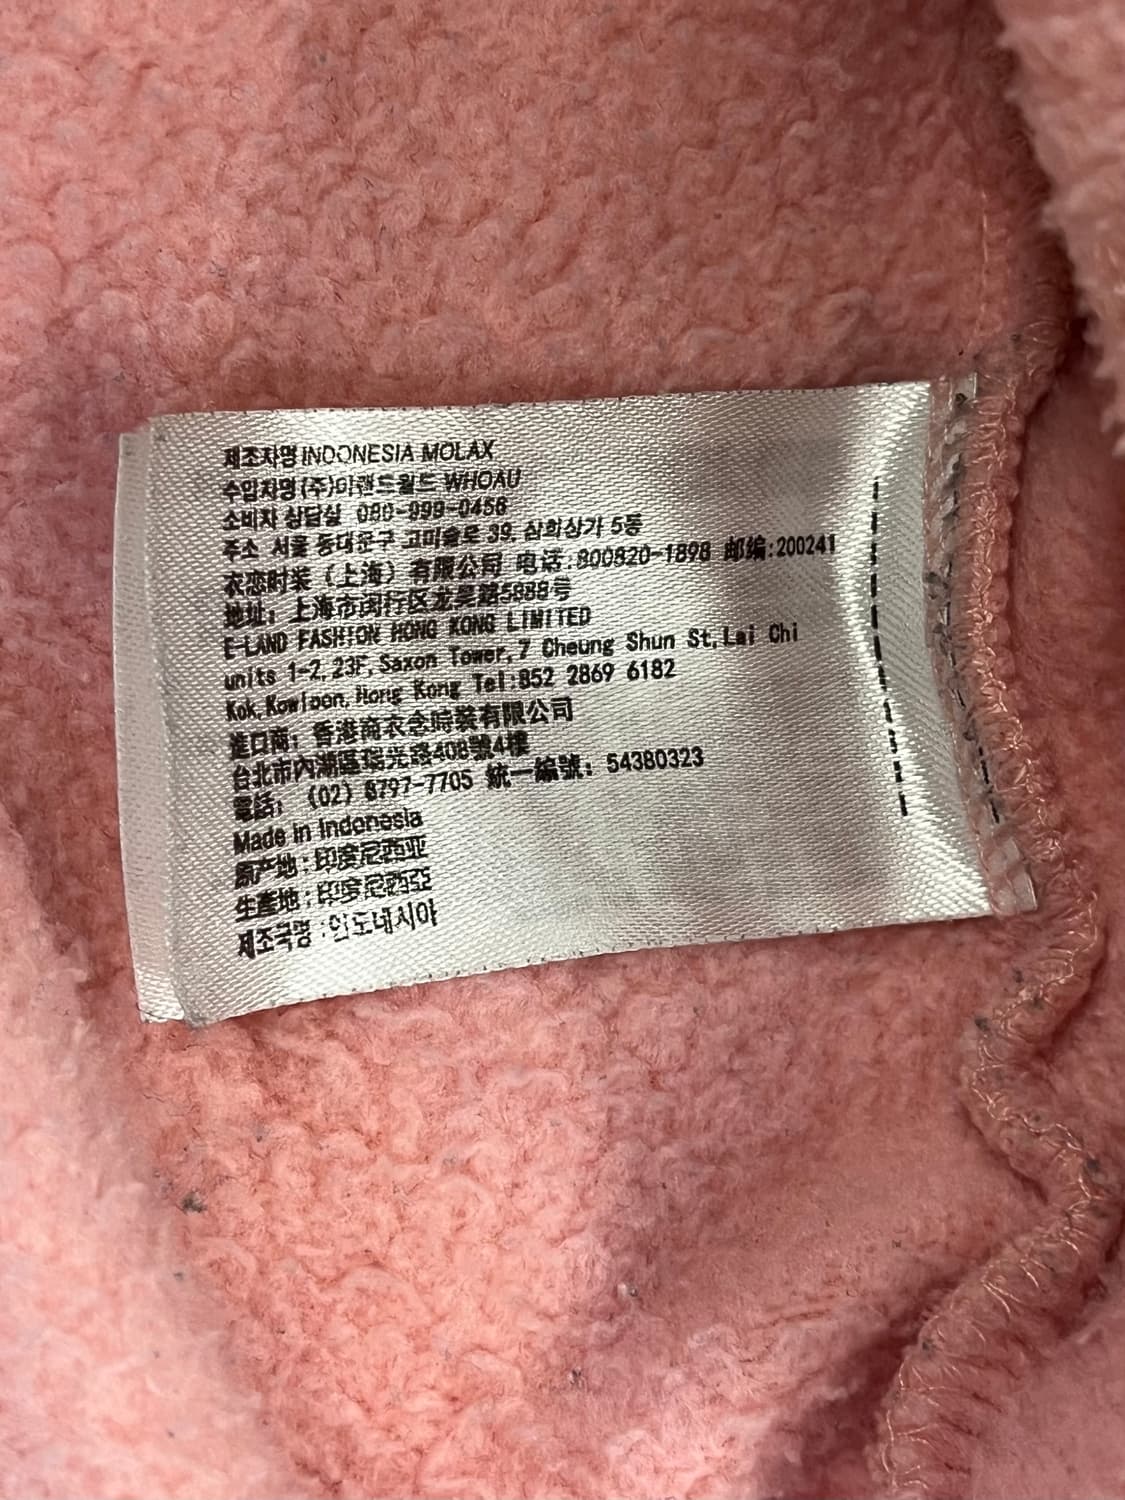 제조자명 INDONESIA MOLAX
수입자명 (주)이랜드월드 WHOAU
소비자 상담실 080-999-0456
주소 서울 동대문구 고미술로 39, 삼희상가 5동
衣恋时装（上海）有限公司 电话:800820-1898 邮编:200241
地址: 上海市闵行区龙吴路5888号
E-LAND FASHION HONG KONG LIMITED
units 1-2, 23F, Saxon Tower, 7 Cheung Shun St, Lai Chi
Kok, Kowloon, Hong Kong Tel:852 2869 6182
進口商: 香港商衣念時裝有限公司
台北市內湖區瑞光路408號4樓
電話: (02) 8797-7705 統一編號: 54380323
Made in Indonesia
原产地:印度尼西亚
生產地:印度尼西亞
제조국명:인도네시아